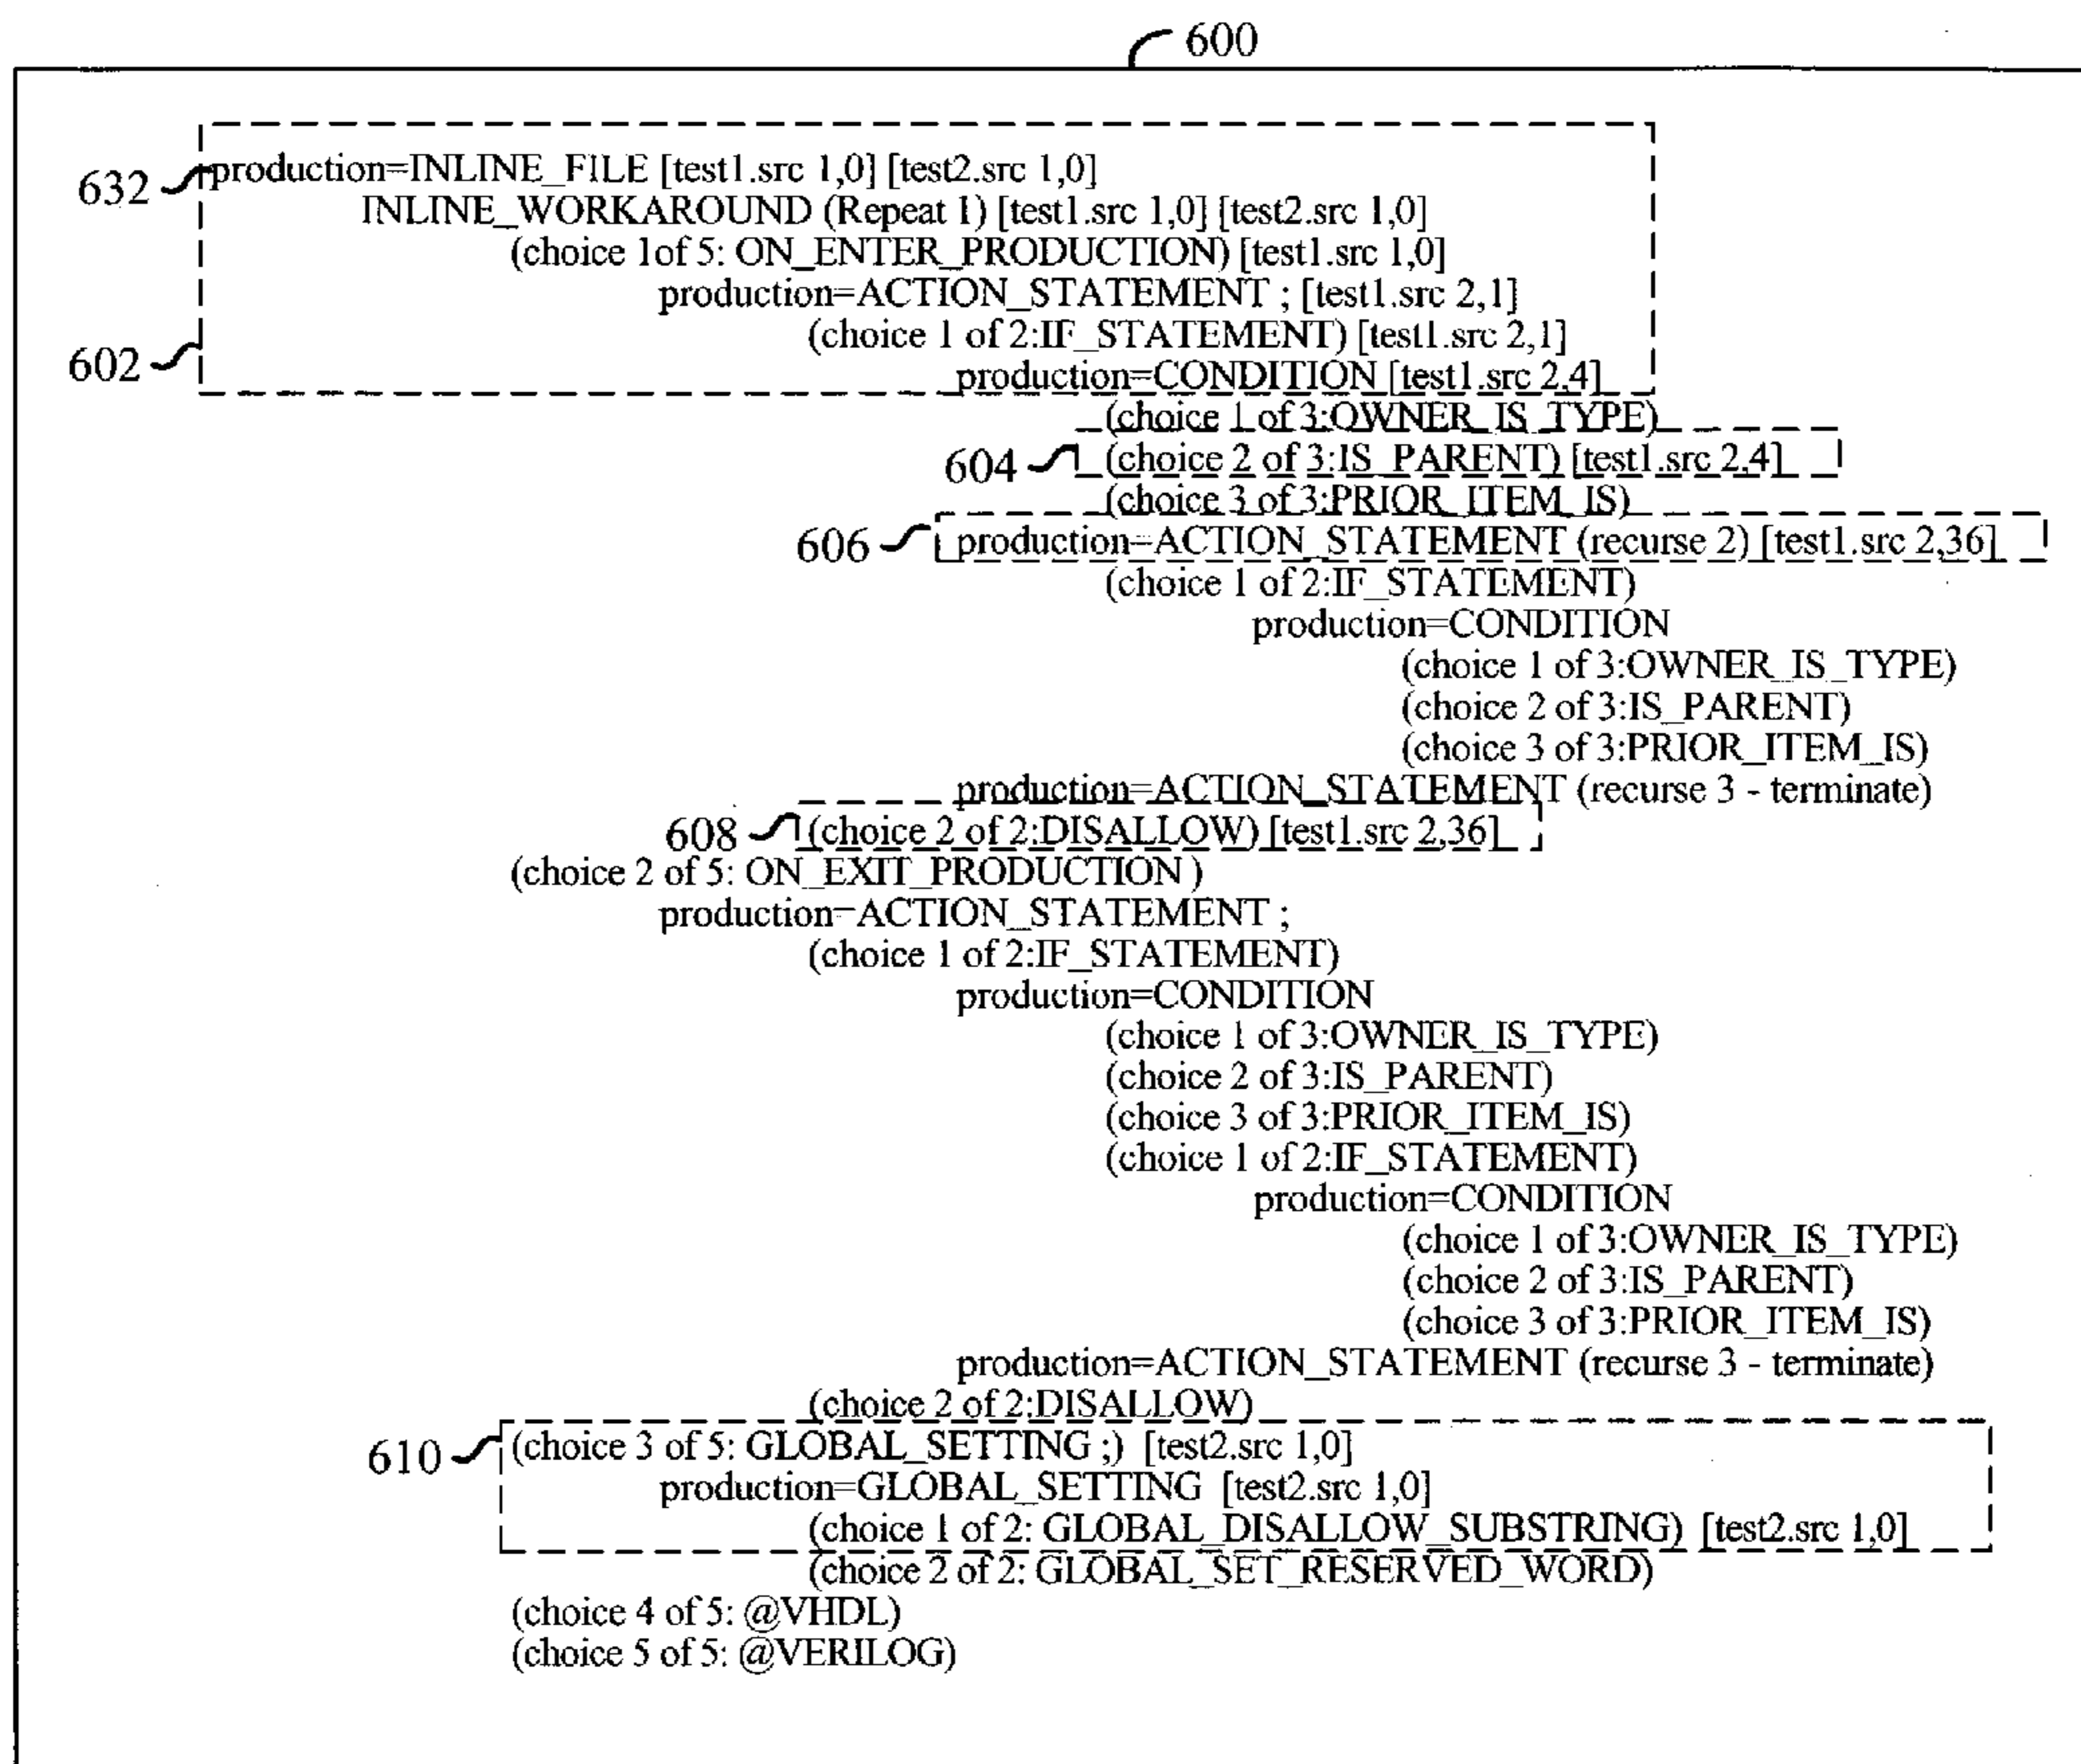 600
632 production=INLINE_FILE [test1.src 1,0] [test2.src 1,0]
INLINE_WORKAROUND (Repeat 1) [test1.src 1,0] [test2.src 1,0]
(choice 1of 5: ON_ENTER_PRODUCTION) [test1.src 1,0]
production=ACTION_STATEMENT ; [test1.src 2,1]
(choice 1 of 2:IF_STATEMENT) [test1.src 2,1]
602 production=CONDITION [test1.src 2,4]
(choice 1 of 3:OWNER_IS_TYPE)
604 (choice 2 of 3:IS_PARENT) [test1.src 2,4]
(choice 3 of 3:PRIOR_ITEM_IS)
606 production=ACTION_STATEMENT (recurse 2) [test1.src 2,36]
(choice 1 of 2:IF_STATEMENT)
production=CONDITION
(choice 1 of 3:OWNER_IS_TYPE)
(choice 2 of 3:IS_PARENT)
(choice 3 of 3:PRIOR_ITEM_IS)
production=ACTION_STATEMENT (recurse 3 - terminate)
608 (choice 2 of 2:DISALLOW) [test1.src 2,36]
(choice 2 of 5: ON_EXIT_PRODUCTION )
production=ACTION_STATEMENT ;
(choice 1 of 2:IF_STATEMENT)
production=CONDITION
(choice 1 of 3:OWNER_IS_TYPE)
(choice 2 of 3:IS_PARENT)
(choice 3 of 3:PRIOR_ITEM_IS)
(choice 1 of 2:IF_STATEMENT)
production=CONDITION
(choice 1 of 3:OWNER_IS_TYPE)
(choice 2 of 3:IS_PARENT)
(choice 3 of 3:PRIOR_ITEM_IS)
production=ACTION_STATEMENT (recurse 3 - terminate)
(choice 2 of 2:DISALLOW)
610 (choice 3 of 5: GLOBAL_SETTING ;) [test2.src 1,0]
production=GLOBAL_SETTING [test2.src 1,0]
(choice 1 of 2: GLOBAL_DISALLOW_SUBSTRING) [test2.src 1,0]
(choice 2 of 2: GLOBAL_SET_RESERVED_WORD)
(choice 4 of 5: @VHDL)
(choice 5 of 5: @VERILOG)